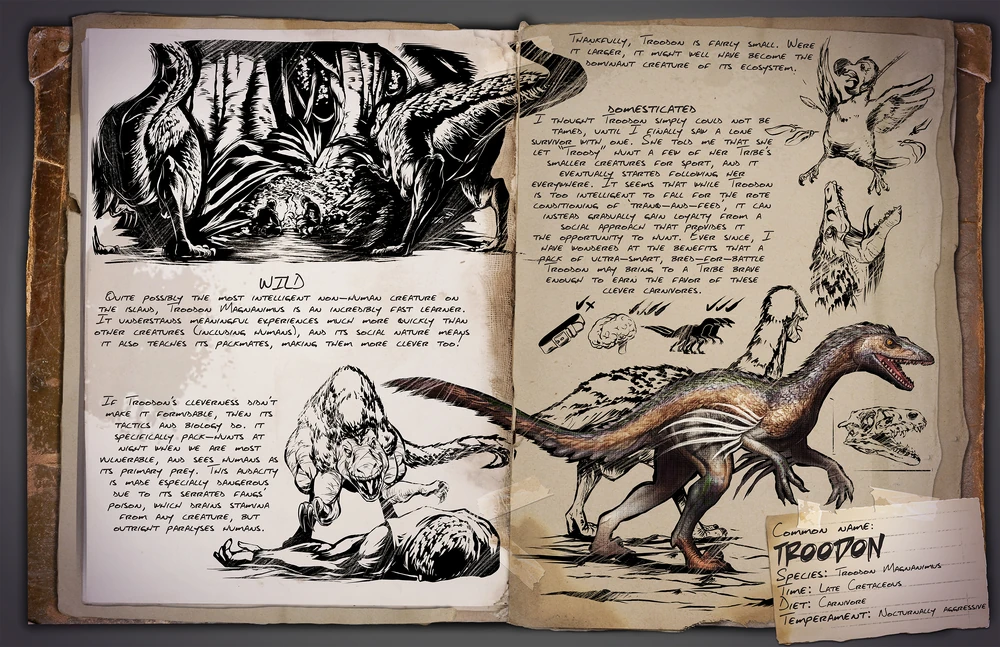 WILD
QUITE POSSIBLY THE MOST INTELLIGENT NON-HUMAN CREATURE ON
THE ISLAND, TROODON MAGNANIMUS IS AN INCREDIBLY FAST LEARNER.
IT UNDERSTANDS MEANINGFUL EXPERIENCES MUCH MORE QUICKLY THAN
OTHER CREATURES (INCLUDING HUMANS), AND ITS SOCIAL NATURE MEANS
IT ALSO TEACHES ITS PACKMATES, MAKING THEM MORE CLEVER TOO!
IF TROODON'S CLEVERNESS DIDN'T
MAKE IT FORMIDABLE, THEN ITS
TACTICS AND BIOLOGY DO. IT
SPECIFICALLY PACK-HUNTS AT
NIGHT WHEN WE ARE MOST
VULNERABLE, AND SEES HUMANS AS
ITS PRIMARY PREY. THIS AUDACITY
IS MADE ESPECIALLY DANGEROUS
DUE TO ITS SERRATED FANGS'
POISON, WHICH DRAINS STAMINA
FROM ANY CREATURE, BUT
OUTRIGHT PARALYSES HUMANS.
THANKFULLY, TROODON IS FAIRLY SMALL. WERE
IT LARGER, IT MIGHT WELL HAVE BECOME THE
DOMINANT CREATURE OF ITS ECOSYSTEM.
DOMESTICATED
I THOUGHT TROODON SIMPLY COULD NOT BE
TAMED, UNTIL I FINALLY SAW A LONE
SURVIVOR WITH ONE. SHE TOLD ME THAT SHE
LET "TROODY" HUNT A FEW OF HER TRIBE'S
SMALLER CREATURES FOR SPORT, AND IT
EVENTUALLY STARTED FOLLOWING HER
EVERYWHERE. IT SEEMS THAT WHILE TROODON
IS TOO INTELLIGENT TO FALL FOR THE ROTE
CONDITIONING OF TRANQ-AND-FEED, IT CAN
INSTEAD GRADUALLY GAIN LOYALTY FROM A
SOCIAL APPROACH THAT PROVIDES IT
THE OPPORTUNITY TO HUNT. EVER SINCE, I
HAVE WONDERED AT THE BENEFITS THAT A
PACK OF ULTRA-SMART, BRED-FOR-BATTLE
TROODON MAY BRING TO A TRIBE BRAVE
ENOUGH TO EARN THE FAVOR OF THESE
CLEVER CARNIVORES.
COMMON NAME:
TROODON
SPECIES: TROODON MAGNANIMUS
TIME: LATE CRETACEOUS
DIET: CARNIVORE
TEMPERAMENT: NOCTURNALLY AGGRESSIVE